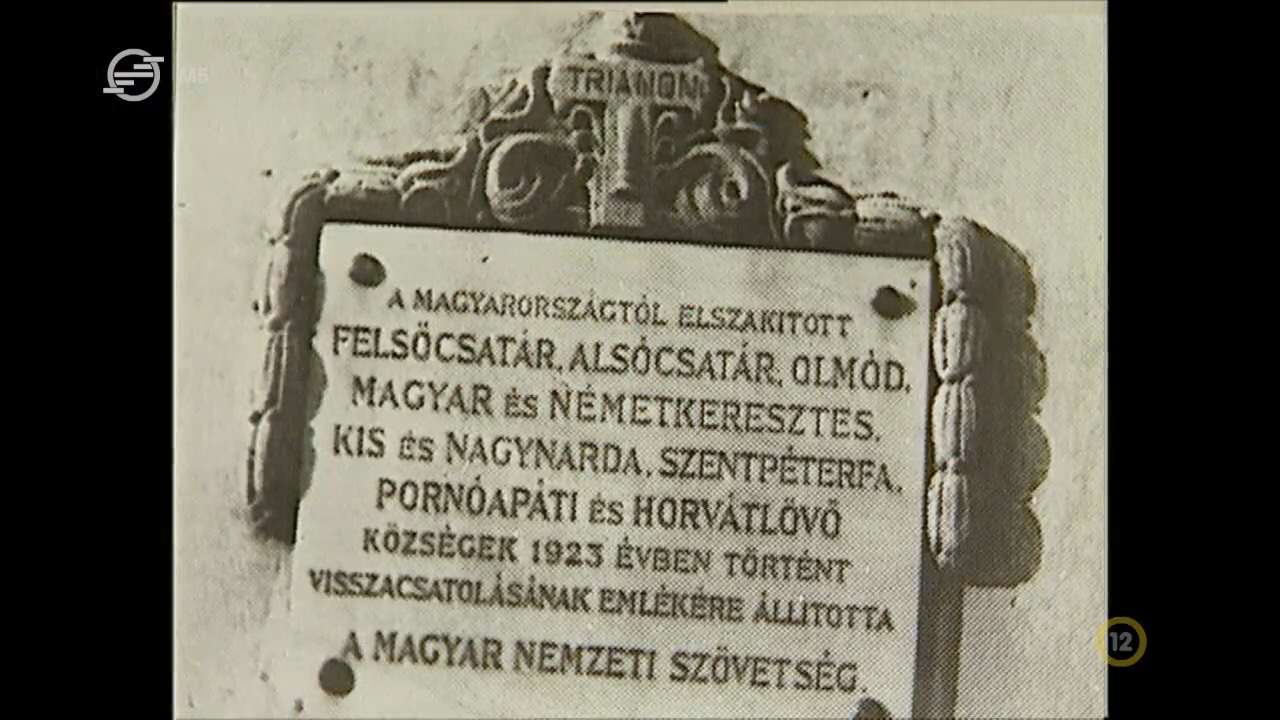 M5
TRIANON
A MAGYARORSZÁGTÓL ELSZAKITOTT
FELSŐCSATÁR, ALSÓCSATÁR, OLMÓD,
MAGYAR és NÉMETKERESZTES,
KIS és NAGYNARDA, SZENTPÉTERFA,
PORNÓAPÁTI és HORVÁTLÖVŐ
KÖZSÉGEK 1923 ÉVBEN TÖRTÉNT
VISSZACSATOLÁSÁNAK EMLÉKÉRE ÁLLITOTTA
A MAGYAR NEMZETI SZÖVETSÉG.
12